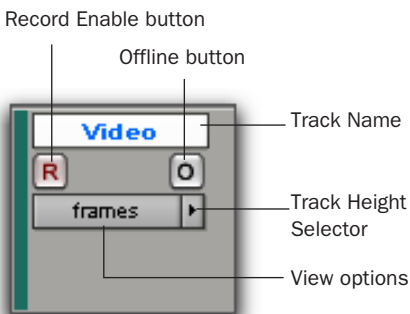 Record Enable button
Offline button
Video
Track Name
R
O
frames
Track Height
Selector
View options